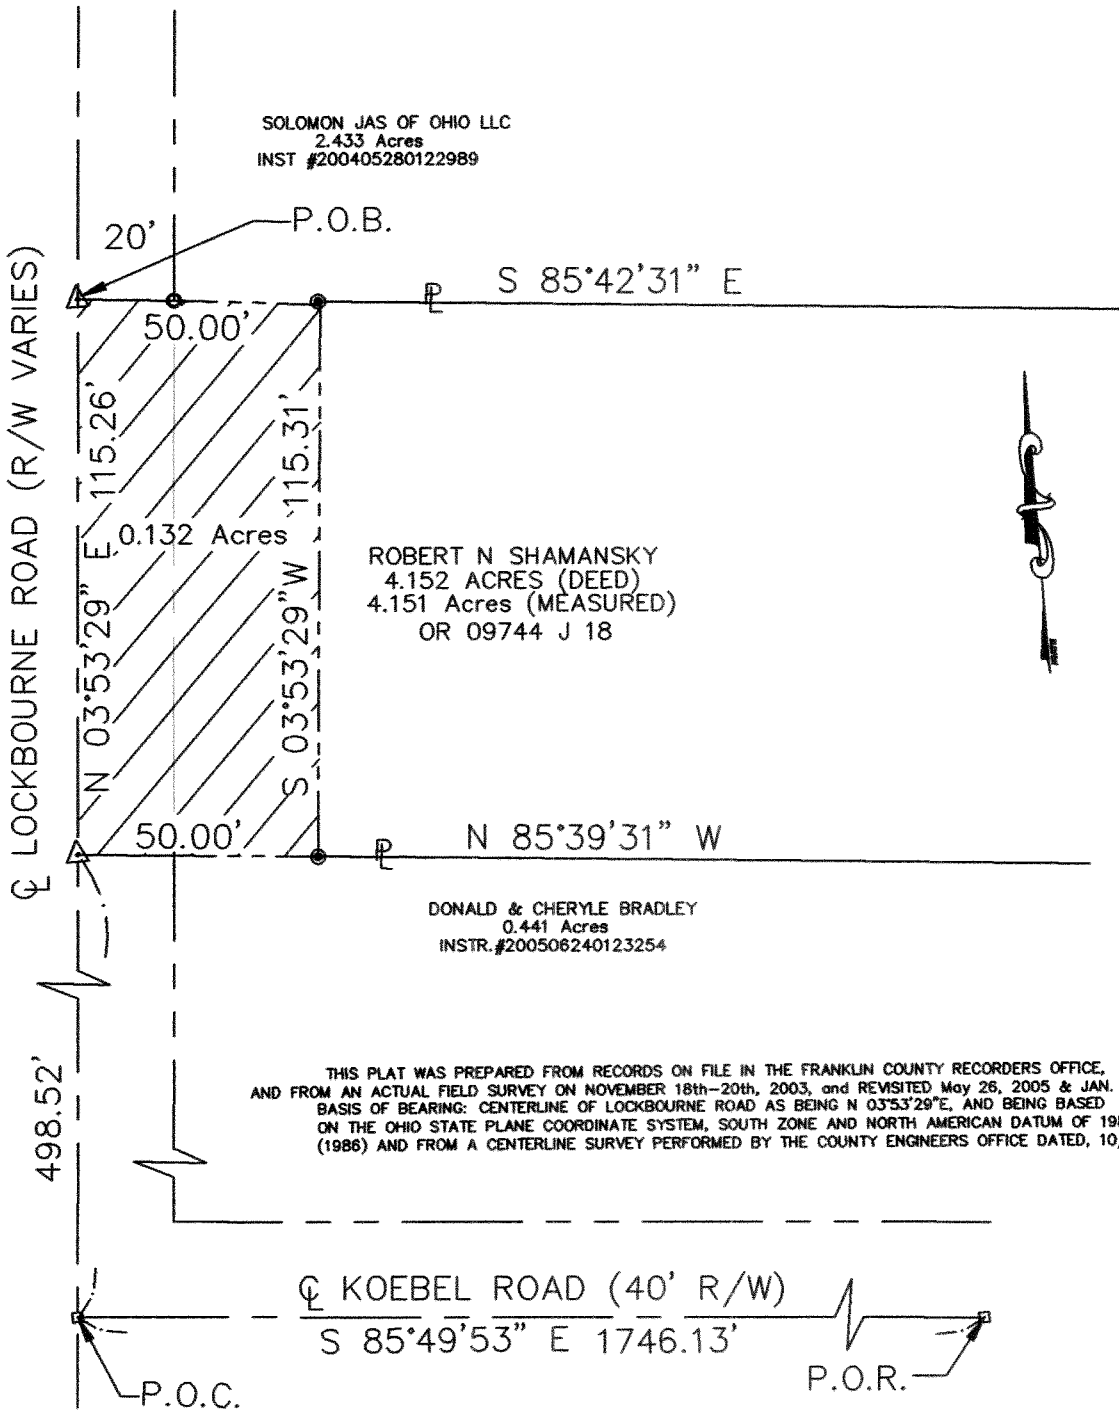 SOLOMON JAS OF OHIO LLC
2.433 Acres
INST #200405280122989
20'
P.O.B.
S 85°42'31" E
50.00'
℄ LOCKBOURNE ROAD (R/W VARIES)
N 03°53'29" E 115.26'
S 03°53'29"W 115.31'
0.132 Acres
ROBERT N SHAMANSKY
4.152 ACRES (DEED)
4.151 Acres (MEASURED)
OR 09744 J 18
50.00'
N 85°39'31" W
DONALD & CHERYLE BRADLEY
0.441 Acres
INSTR.#200506240123254
498.52'
THIS PLAT WAS PREPARED FROM RECORDS ON FILE IN THE FRANKLIN COUNTY RECORDERS OFFICE,
AND FROM AN ACTUAL FIELD SURVEY ON NOVEMBER 18th-20th, 2003, and REVISITED May 26, 2005 & JAN.
BASIS OF BEARING: CENTERLINE OF LOCKBOURNE ROAD AS BEING N 03°53'29"E, AND BEING BASED
ON THE OHIO STATE PLANE COORDINATE SYSTEM, SOUTH ZONE AND NORTH AMERICAN DATUM OF
(1986) AND FROM A CENTERLINE SURVEY PERFORMED BY THE COUNTY ENGINEERS OFFICE DATED, 10
℄ KOEBEL ROAD (40' R/W)
S 85°49'53" E 1746.13'
P.O.R.
P.O.C.